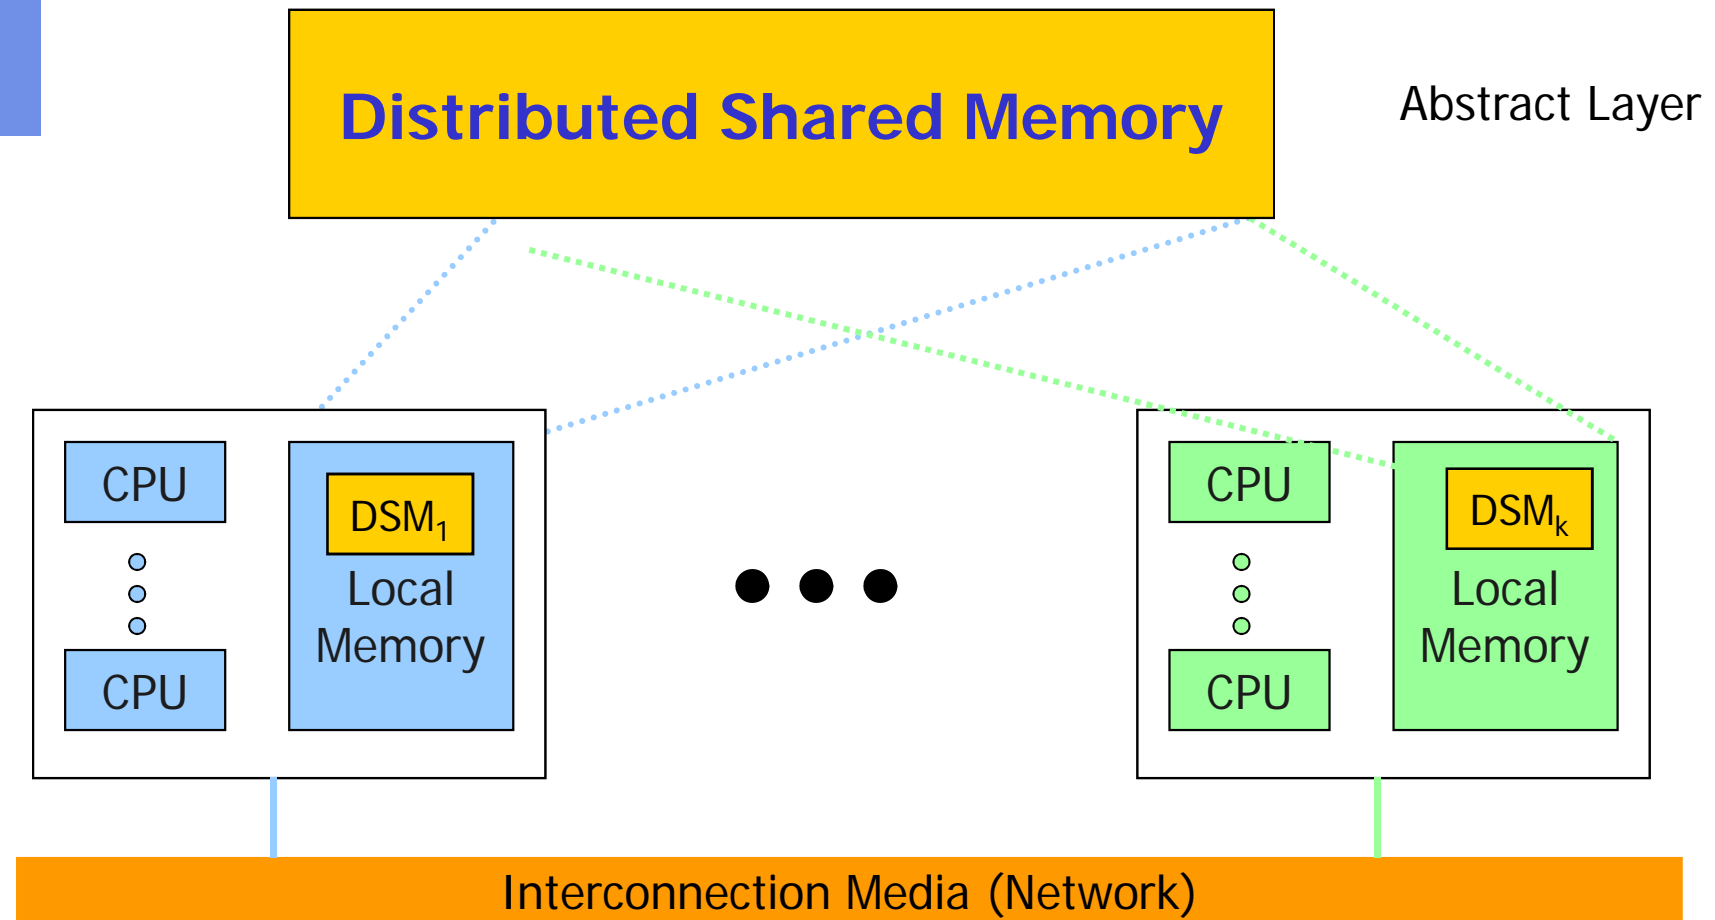 Distributed Shared Memory
Abstract Layer
CPU
DSM₁
Local
Memory
CPU
CPU
DSMₖ
Local
Memory
CPU
Interconnection Media (Network)